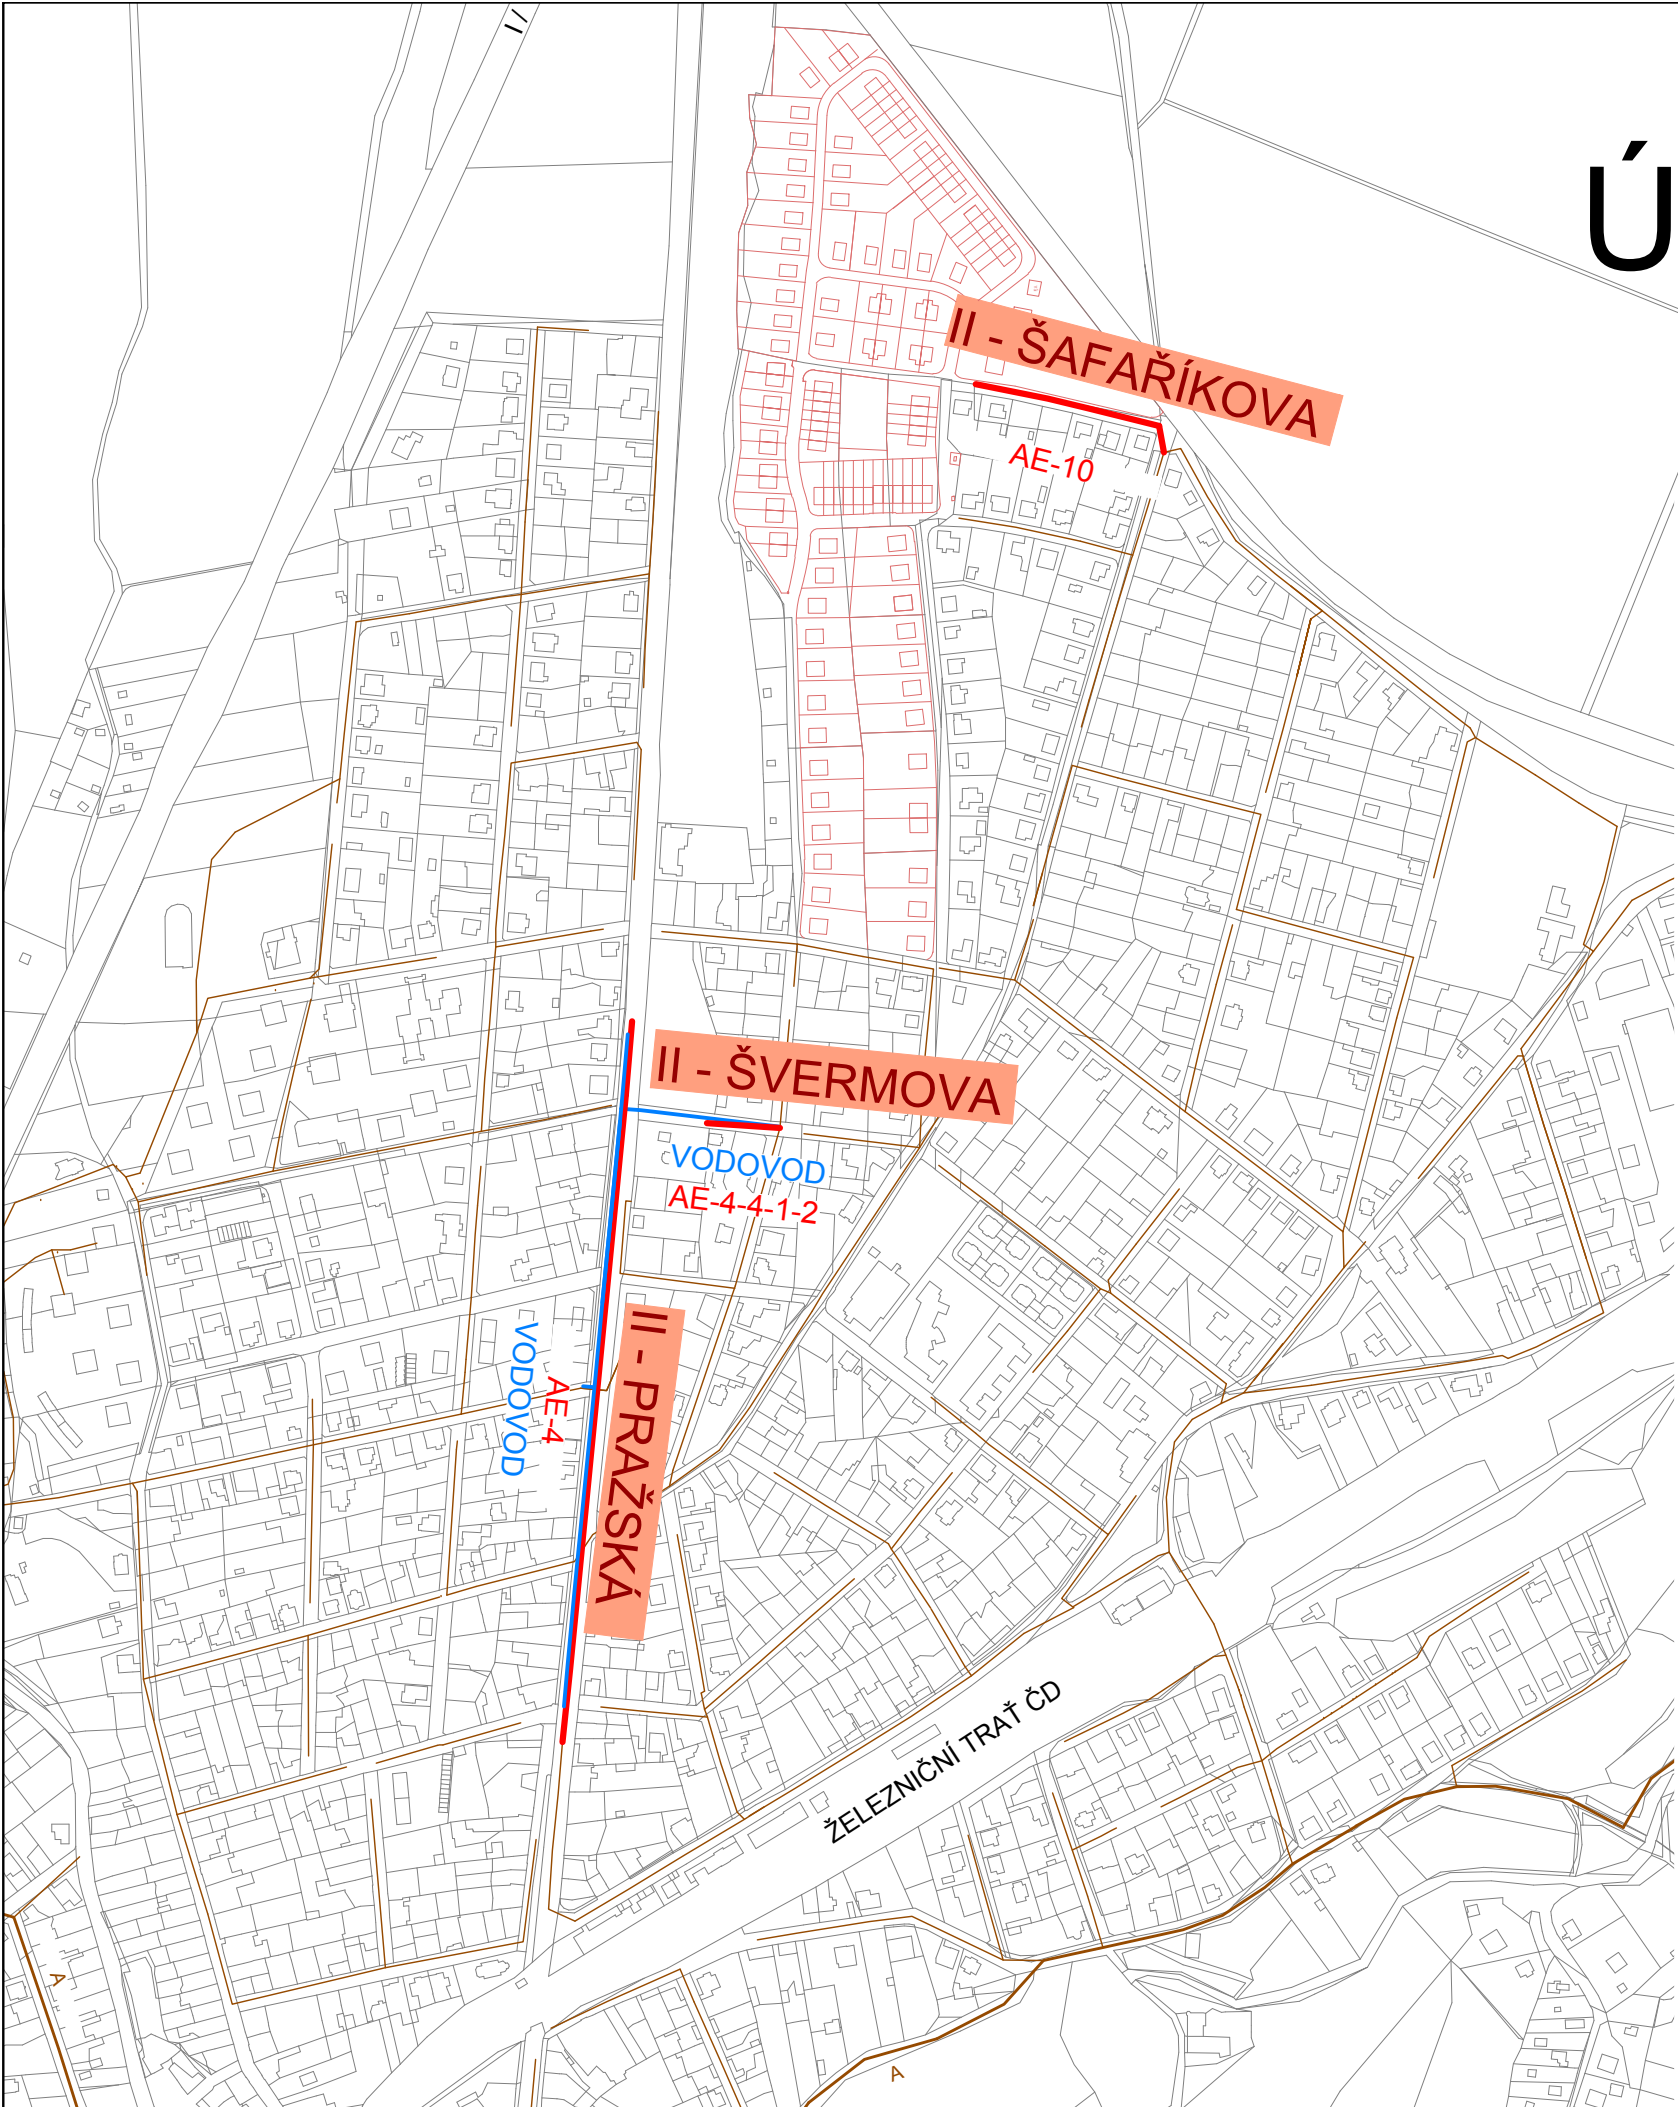 I/
Ú
II - ŠAFAŘÍKOVA
AE-10
II - ŠVERMOVA
VODOVOD
AE-4-4-1-2
II - PRAŽSKÁ
AE-4
VODOVOD
ŽELEZNIČNÍ TRAŤ ČD
A
A